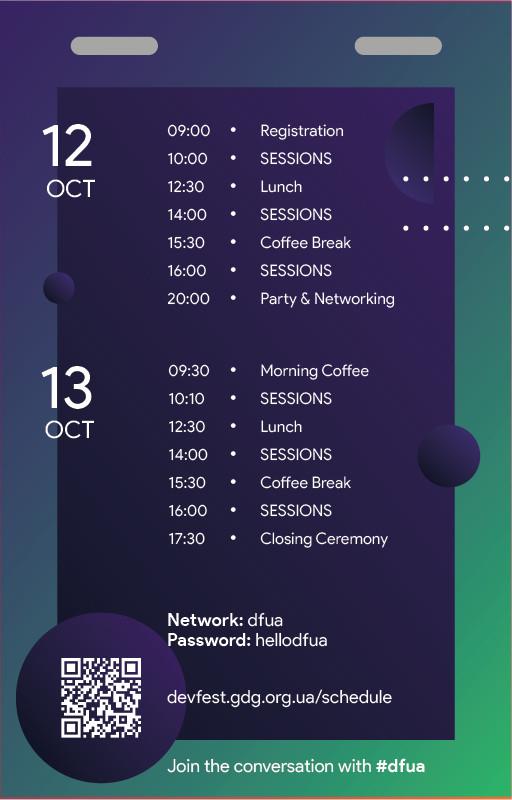 12
OCT
09:00 • Registration
10:00 • SESSIONS
12:30 • Lunch
14:00 • SESSIONS
15:30 • Coffee Break
16:00 • SESSIONS
20:00 • Party & Networking
13
OCT
09:30 • Morning Coffee
10:10 • SESSIONS
12:30 • Lunch
14:00 • SESSIONS
15:30 • Coffee Break
16:00 • SESSIONS
17:30 • Closing Ceremony
Network: dfua
Password: hellodfua
devfest.gdg.org.ua/schedule
Join the conversation with #dfua